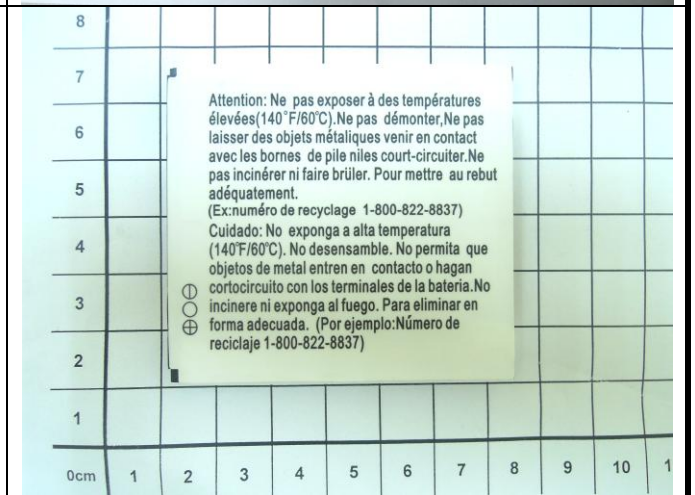 8
7
6
5
4
3
2
1
0cm 1 2 3 4 5 6 7 8 9 10 1
Attention: Ne pas exposer à des températures
élevées(140°F/60℃).Ne pas démonter,Ne pas
laisser des objets métaliques venir en contact
avec les bornes de pile niles court-circuiter.Ne
pas incinérer ni faire brüler. Pour mettre au rebut
adéquatement.
(Ex:numéro de recyclage 1-800-822-8837)
Cuidado: No exponga a alta temperatura
(140℉/60℃). No desensamble. No permita que
objetos de metal entren en contacto o hagan
cortocircuito con los terminales de la bateria.No
incinere ni exponga al fuego. Para eliminar en
forma adecuada. (Por ejemplo:Número de
reciclaje 1-800-822-8837)